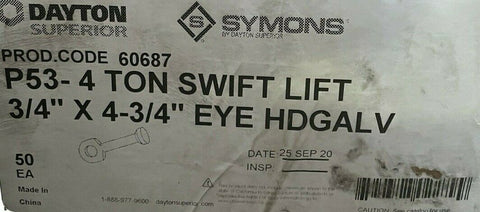 DAYTON
SUPERIOR
SYMONS
BY DAYTON SUPERIOR
PROD.CODE 60687
P53- 4 TON SWIFT LIFT
3/4" X 4-3/4" EYE HDGALV
50
EA
DATE: 25 SEP 20
INSP:
Made in
China
1-888-977-9600 daytonsuperior.com